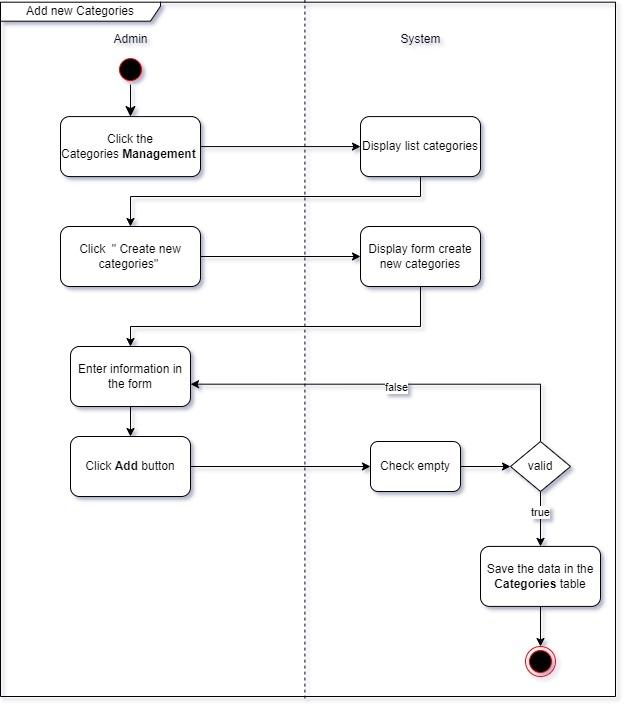 Add new Categories
Admin
System
Click the
Categories Management
Display list categories
Click " Create new
categories"
Display form create
new categories
Enter information in
the form
false
Click Add button
Check empty
valid
true
Save the data in the
Categories table